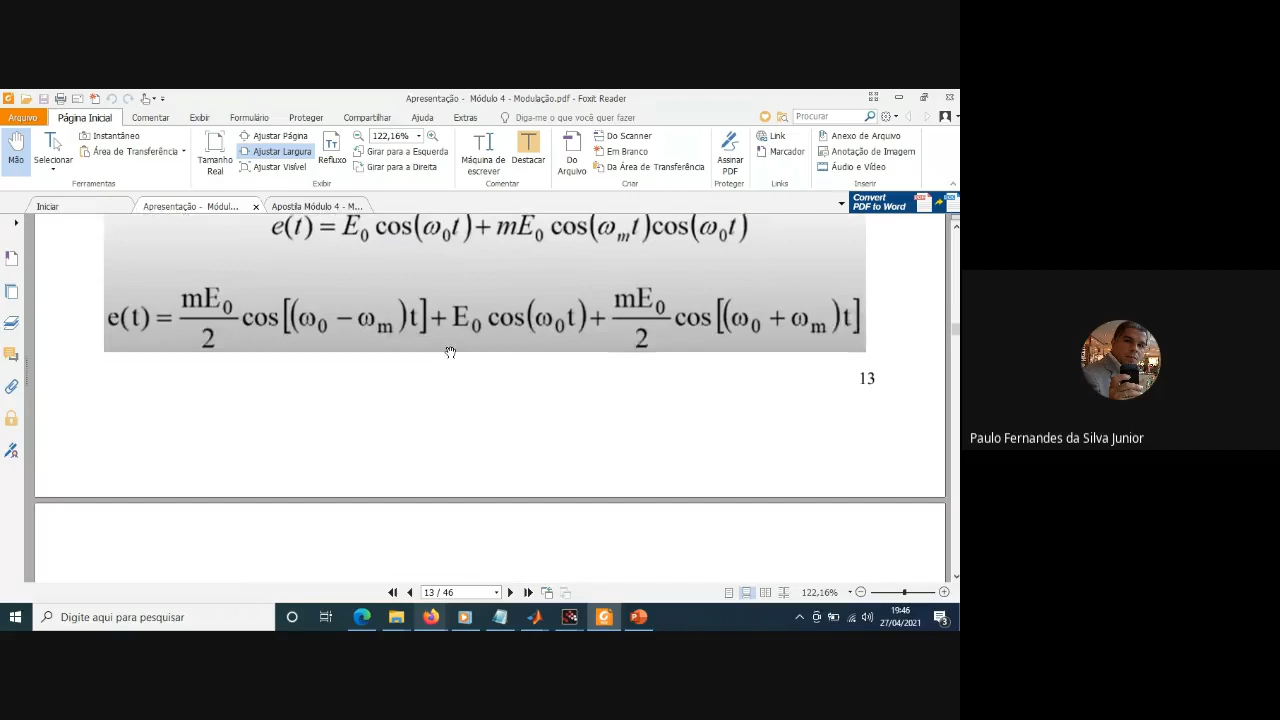 Apresentação - Módulo 4 - Modulação.pdf - Foxit Reader
Arquivo Página Inicial Comentar Exibir Formulário Proteger Compartilhar Ajuda Extras Diga-me o que você quer fazer Procurar
Mão
Selecionar
Instantâneo
Área de Transferência
Ferramentas
Tamanho Real
Ajustar Página
Ajustar Largura
Ajustar Visível
Refluxo
122,16%
Girar para a Esquerda
Girar para a Direita
Exibir
Máquina de escrever
Destacar
Comentar
Do Arquivo
Do Scanner
Em Branco
Da Área de Transferência
Criar
Assinar PDF
Proteger
Link
Marcador
Links
Anexo de Arquivo
Anotação de Imagem
Áudio e Vídeo
Inserir
Iniciar
Apresentação - Módul...
Apostila Módulo 4 - M...
Convert PDF to Word
e(t) = E₀ cos(ω₀t) + mE₀ cos(ωₘt)cos(ω₀t)
e(t) = mE₀/2 cos[(ω₀ − ωₘ)t] + E₀ cos(ω₀t) + mE₀/2 cos[(ω₀ + ωₘ)t]
13
13 / 46
122,16%
Digite aqui para pesquisar
19:46
27/04/2021
3
Paulo Fernandes da Silva Junior